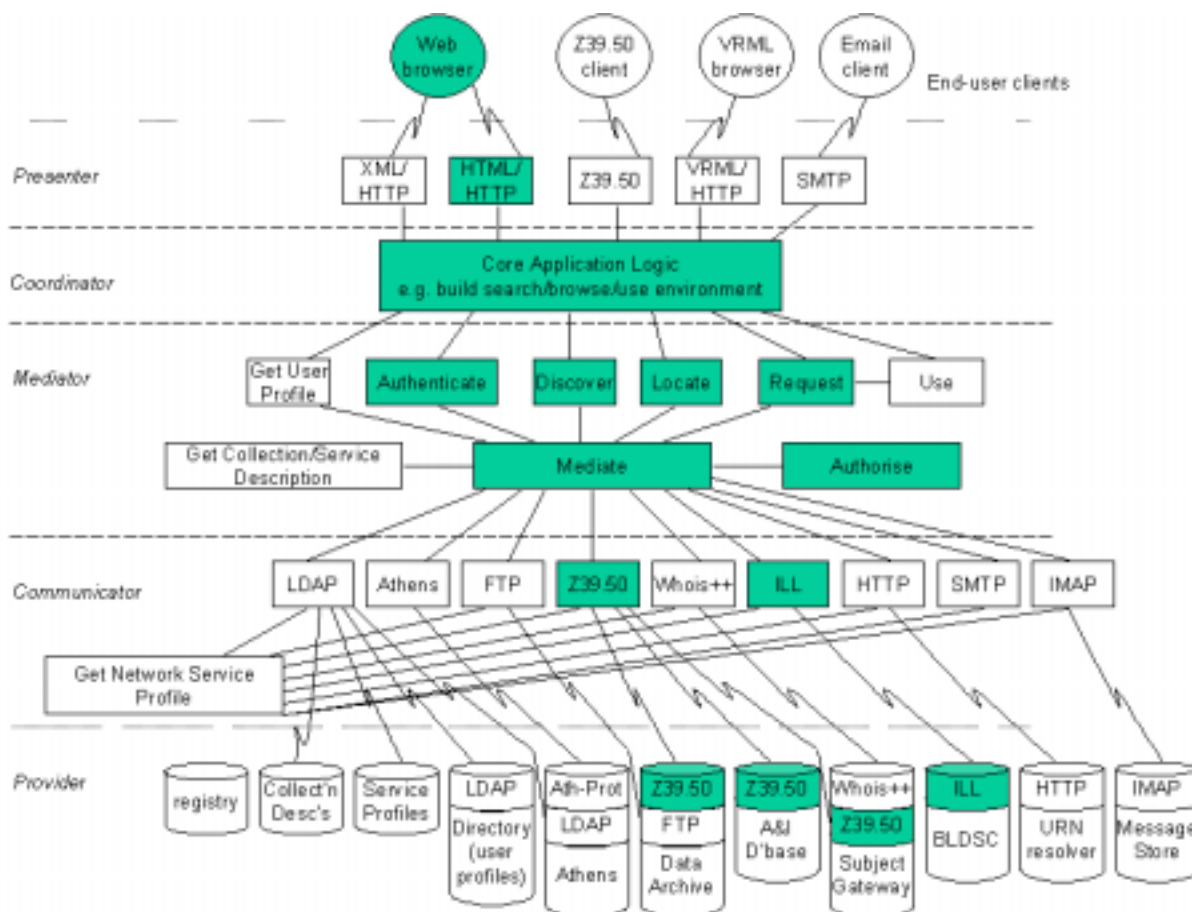 Web
browser
Z39.50
client
VRML
browser
Email
client
End-user clients
Presenter
XML/
HTTP
HTML/
HTTP
Z39.50
VRML/
HTTP
SMTP
Coordinator
Core Application Logic
e.g. build search/browse/use environment
Mediator
Get User
Profile
Authenticate
Discover
Locate
Request
Use
Get Collection/Service
Description
Mediate
Authorise
Communicator
LDAP
Athens
FTP
Z39.50
Whois++
ILL
HTTP
SMTP
IMAP
Get Network Service
Profile
Provider
registry
Collect'n
Desc's
Service
Profiles
LDAP
Directory
(user
profiles)
Ath-Prot
LDAP
Athens
Z39.50
FTP
Data
Archive
Z39.50
A&I
D'base
Whois++
Z39.50
Subject
Gateway
ILL
BLDSC
HTTP
URN
resolver
IMAP
Message
Store